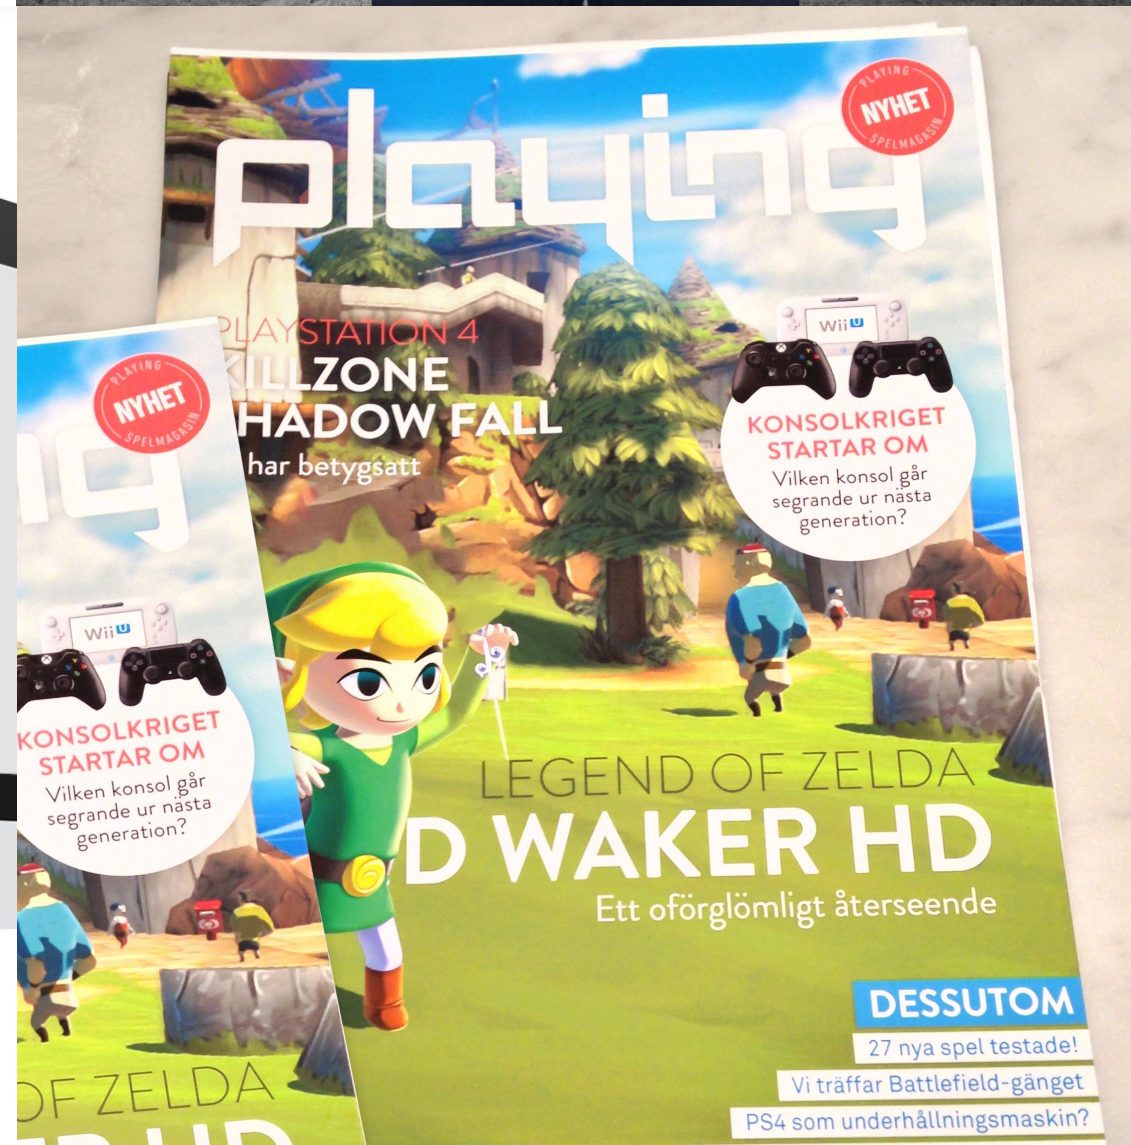 playing
PLAYING
NYHET
SPELMAGASIN
PLAYSTATION 4
KILLZONE
HADOW FALL
har betygsatt
Wii U
KONSOLKRIGET
STARTAR OM
Vilken konsol går
segrande ur nästa
generation?
LEGEND OF ZELDA
D WAKER HD
Ett oförglömligt återseende
DESSUTOM
27 nya spel testade!
Vi träffar Battlefield-gänget
PS4 som underhållningsmaskin?
ng
PLAYING
NYHET
SPELMAGASIN
Wii U
KONSOLKRIGET
STARTAR OM
Vilken konsol går
segrande ur nästa
generation?
OF ZELDA
ER HD